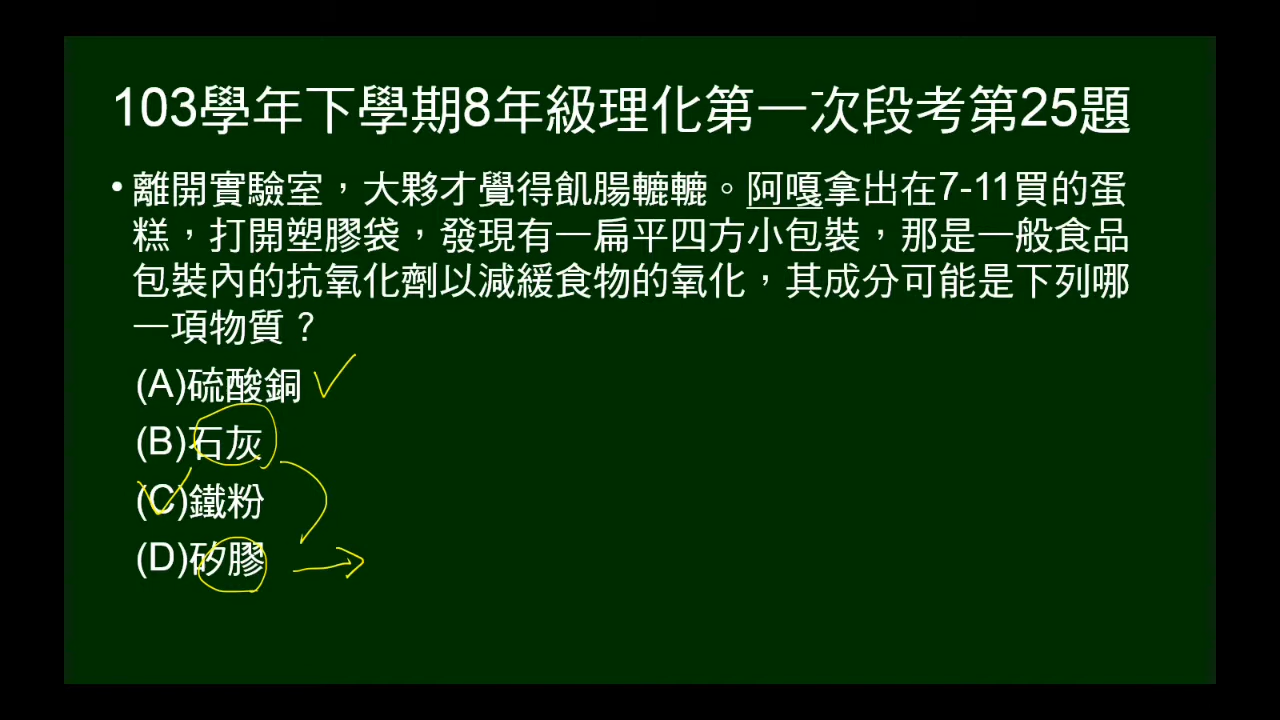 103學年下學期8年級理化第一次段考第25題
• 離開實驗室，大夥才覺得飢腸轆轆。阿嘎拿出在7-11買的蛋
糕，打開塑膠袋，發現有一扁平四方小包裝，那是一般食品
包裝內的抗氧化劑以減緩食物的氧化，其成分可能是下列哪
一項物質？
(A)硫酸銅
(B)石灰
(C)鐵粉
(D)矽膠